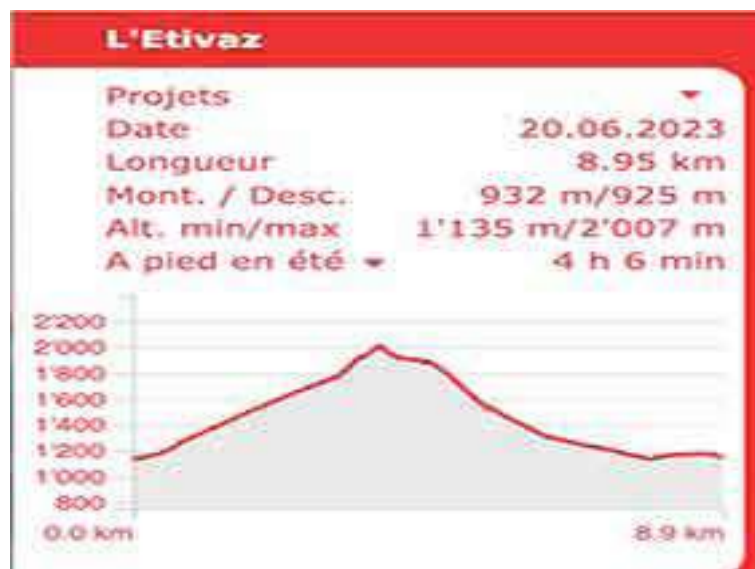 L'Etivaz
Projets
Date 20.06.2023
Longueur 8.95 km
Mont. / Desc. 932 m/925 m
Alt. min/max 1'135 m/2'007 m
A pied en été 4 h 6 min
2'200
2'000
1'800
1'600
1'400
1'200
1'000
800
0.0 km 8.9 km